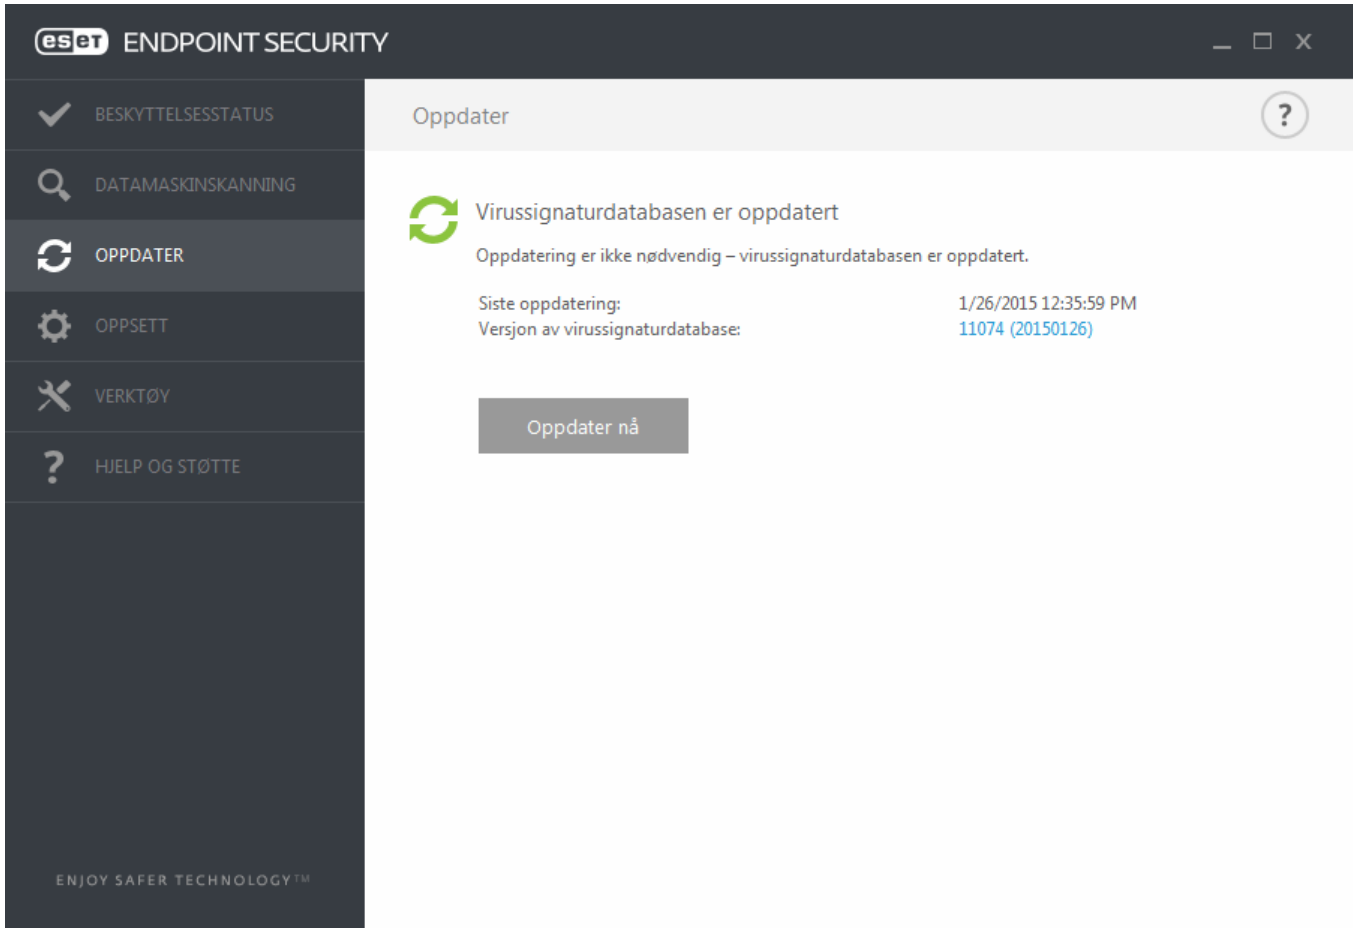 eset ENDPOINT SECURITY
BESKYTTELSESSTATUS
DATAMASKINSKANNING
OPPDATER
OPPSETT
VERKTØY
HJELP OG STØTTE
ENJOY SAFER TECHNOLOGY™
Oppdater
?
Virussignaturdatabasen er oppdatert
Oppdatering er ikke nødvendig – virussignaturdatabasen er oppdatert.
Siste oppdatering: 1/26/2015 12:35:59 PM
Versjon av virussignaturdatabase: 11074 (20150126)
Oppdater nå